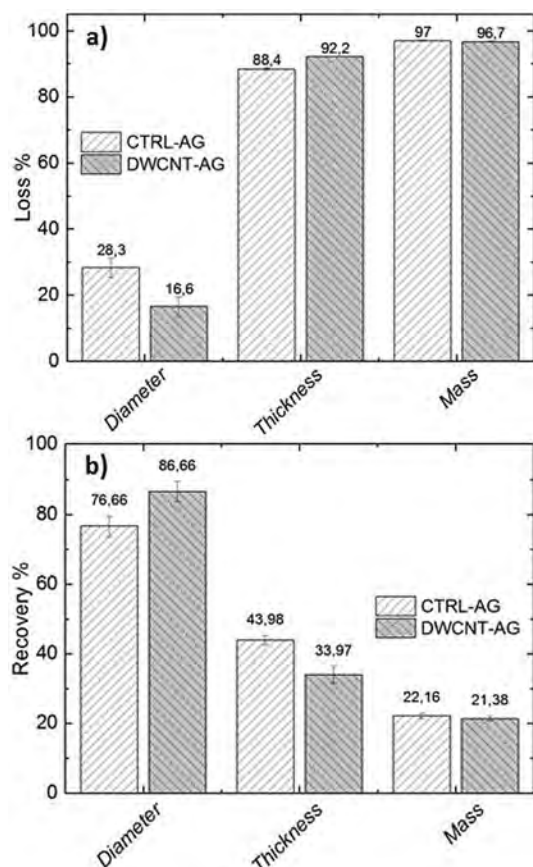 a)
100
80
60
40
20
0
Loss %
CTRL-AG
DWCNT-AG
28,3
16,6
88,4
92,2
97
96,7
Diameter
Thickness
Mass
b)
100
80
60
40
20
0
Recovery %
76,66
86,66
43,98
33,97
22,16
21,38
CTRL-AG
DWCNT-AG
Diameter
Thickness
Mass